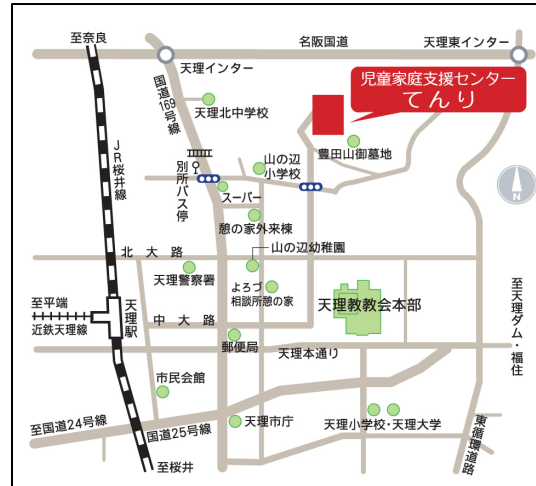 至奈良
名阪国道
天理東インター
天理インター
国道169号線
児童家庭支援センター
てんり
天理北中学校
JR桜井線
別所バス停
山の辺
小学校
豊田山御墓地
スーパー
N
憩の家外来棟
山の辺幼稚園
北大路
天理警察署
よろづ
相談所憩の家
天理教教会本部
至天理ダム・福住
至平端
近鉄天理線
天理駅
中大路
郵便局
天理本通り
市民会館
至国道24号線
国道25号線
天理市庁
天理小学校・天理大学
東循環道路
至桜井